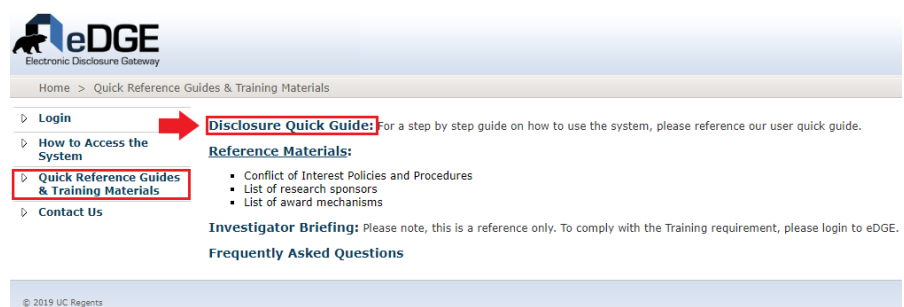 eDGE
Electronic Disclosure Gateway
Home > Quick Reference Guides & Training Materials
Login
How to Access the
System
Quick Reference Guides
& Training Materials
Contact Us
Disclosure Quick Guide: For a step by step guide on how to use the system, please reference our user quick guide.
Reference Materials:
Conflict of Interest Policies and Procedures
List of research sponsors
List of award mechanisms
Investigator Briefing: Please note, this is a reference only. To comply with the Training requirement, please login to eDGE.
Frequently Asked Questions
© 2019 UC Regents